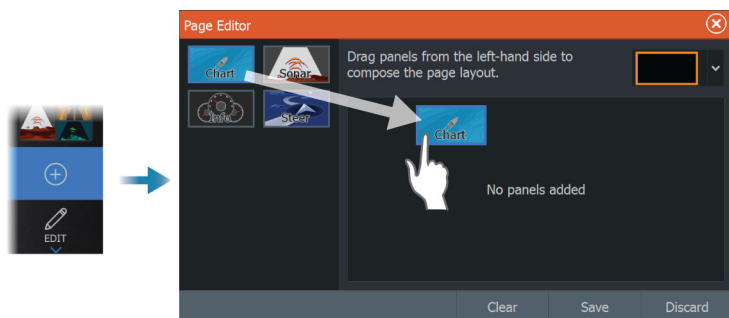 Page Editor
Chart
Sonar
Info
Steer
Drag panels from the left-hand side to
compose the page layout.
Chart
No panels added
EDIT
Clear Save Discard